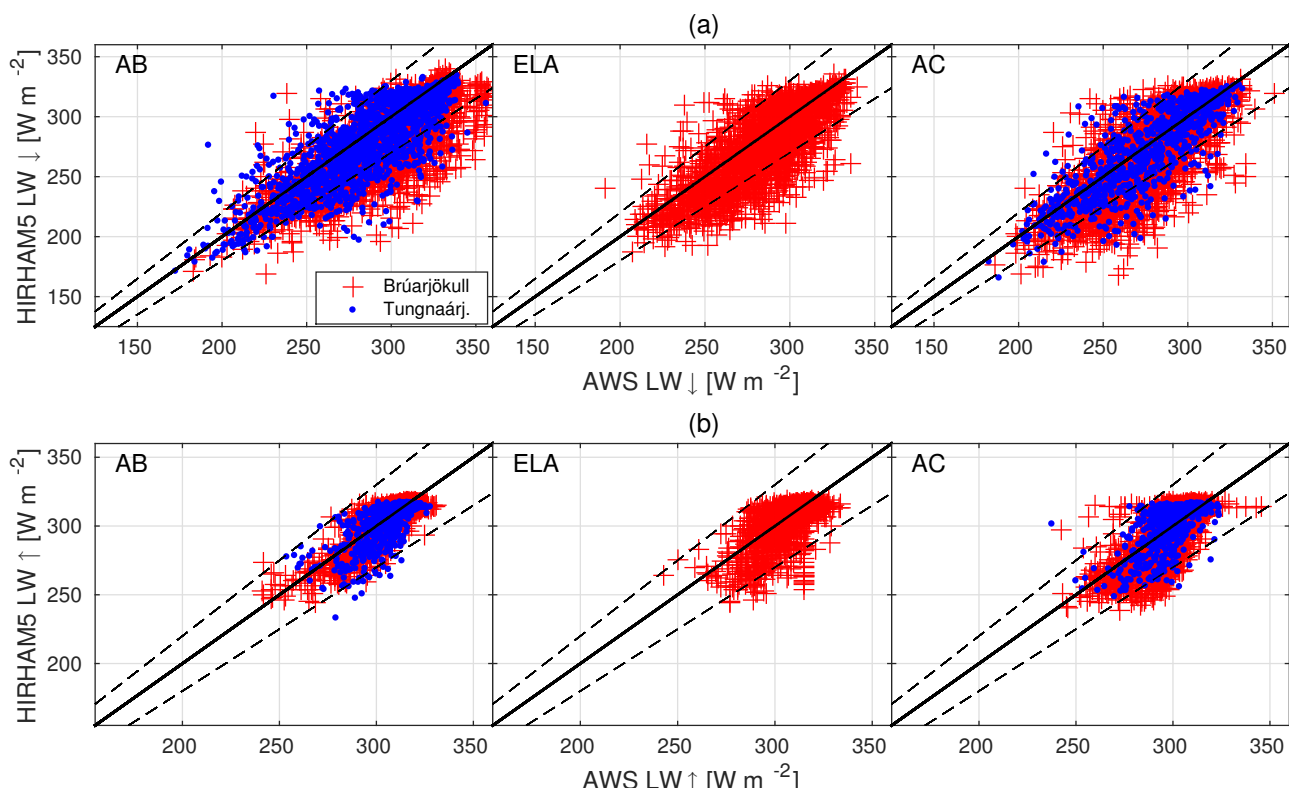 (a)
HIRHAM5 LW ↓ [W m -2]
350
300
250
200
150
AB
ELA
AC
Brúarjökull
Tungnaárj.
150 200 250 300 350
150 200 250 300 350
150 200 250 300 350
AWS LW ↓ [W m -2]
(b)
HIRHAM5 LW ↑ [W m -2]
350
300
250
200
AB
ELA
AC
200 250 300 350
200 250 300 350
200 250 300 350
AWS LW ↑ [W m -2]